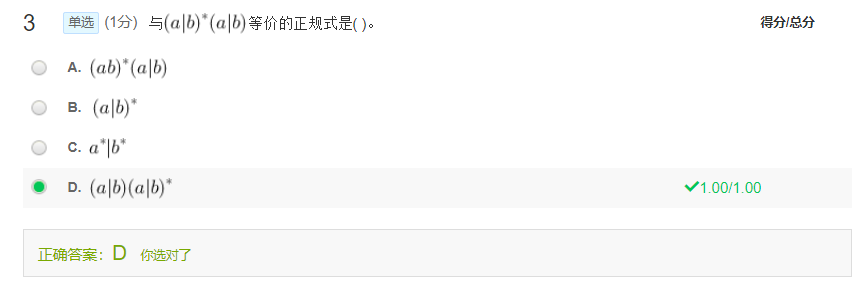 3 单选 (1分) 与(a|b)*(a|b)等价的正规式是( )。 得分/总分
A. (ab)*(a|b)
B. (a|b)*
C. a*|b*
D. (a|b)(a|b)* 1.00/1.00
正确答案：D 你选对了